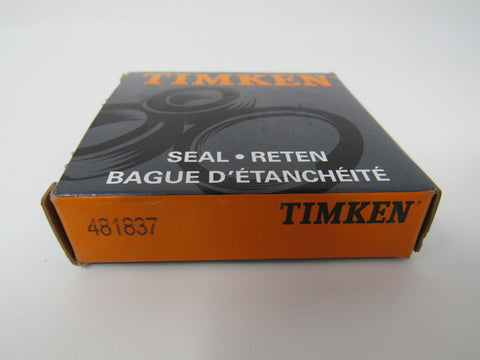 TIMKEN
SEAL • RETEN
BAGUE D'ÉTANCHÉITÉ
481837
TIMKEN